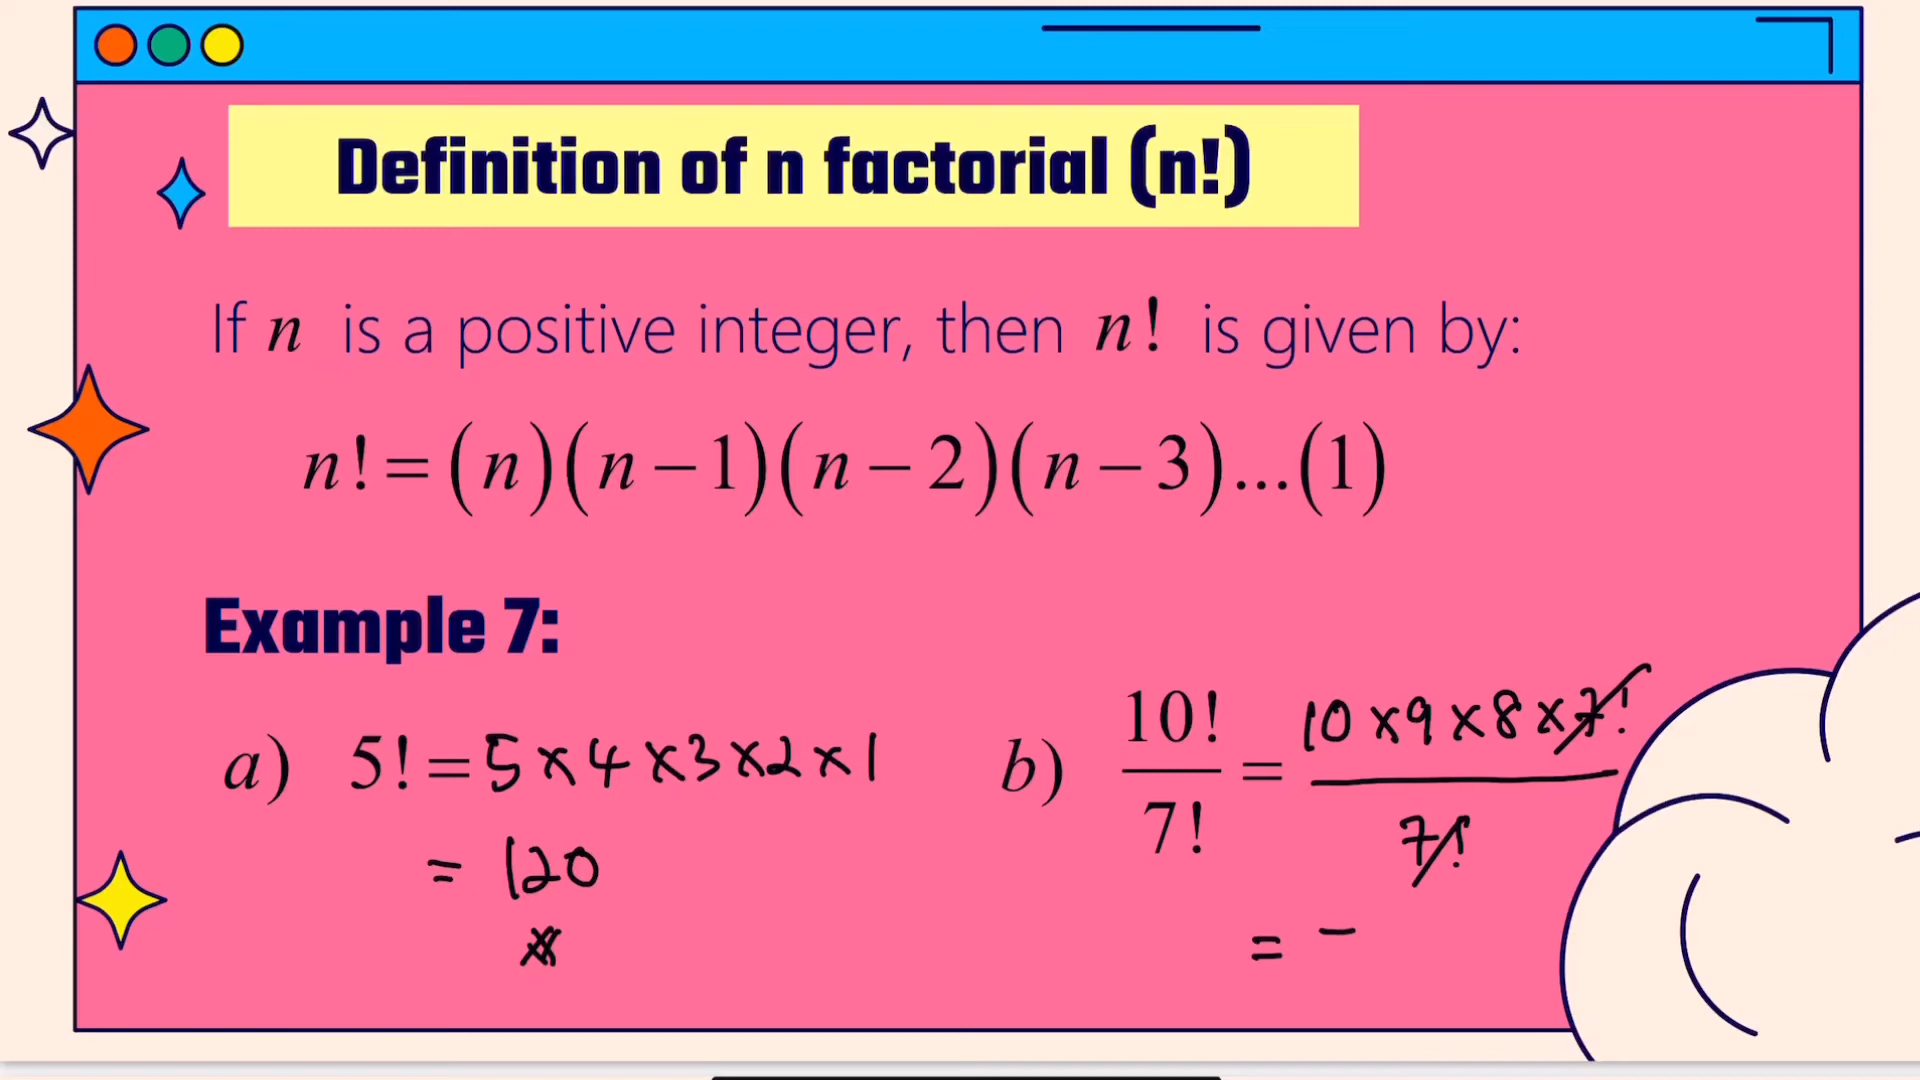 Definition of n factorial (n!)
If n is a positive integer, then n! is given by:
n! = (n)(n − 1)(n − 2)(n − 3)...(1)
Example 7:
a) 5! = 5 × 4 × 3 × 2 × 1
= 120
b) 10!/7! = 10 × 9 × 8 × 7!/7!
= –